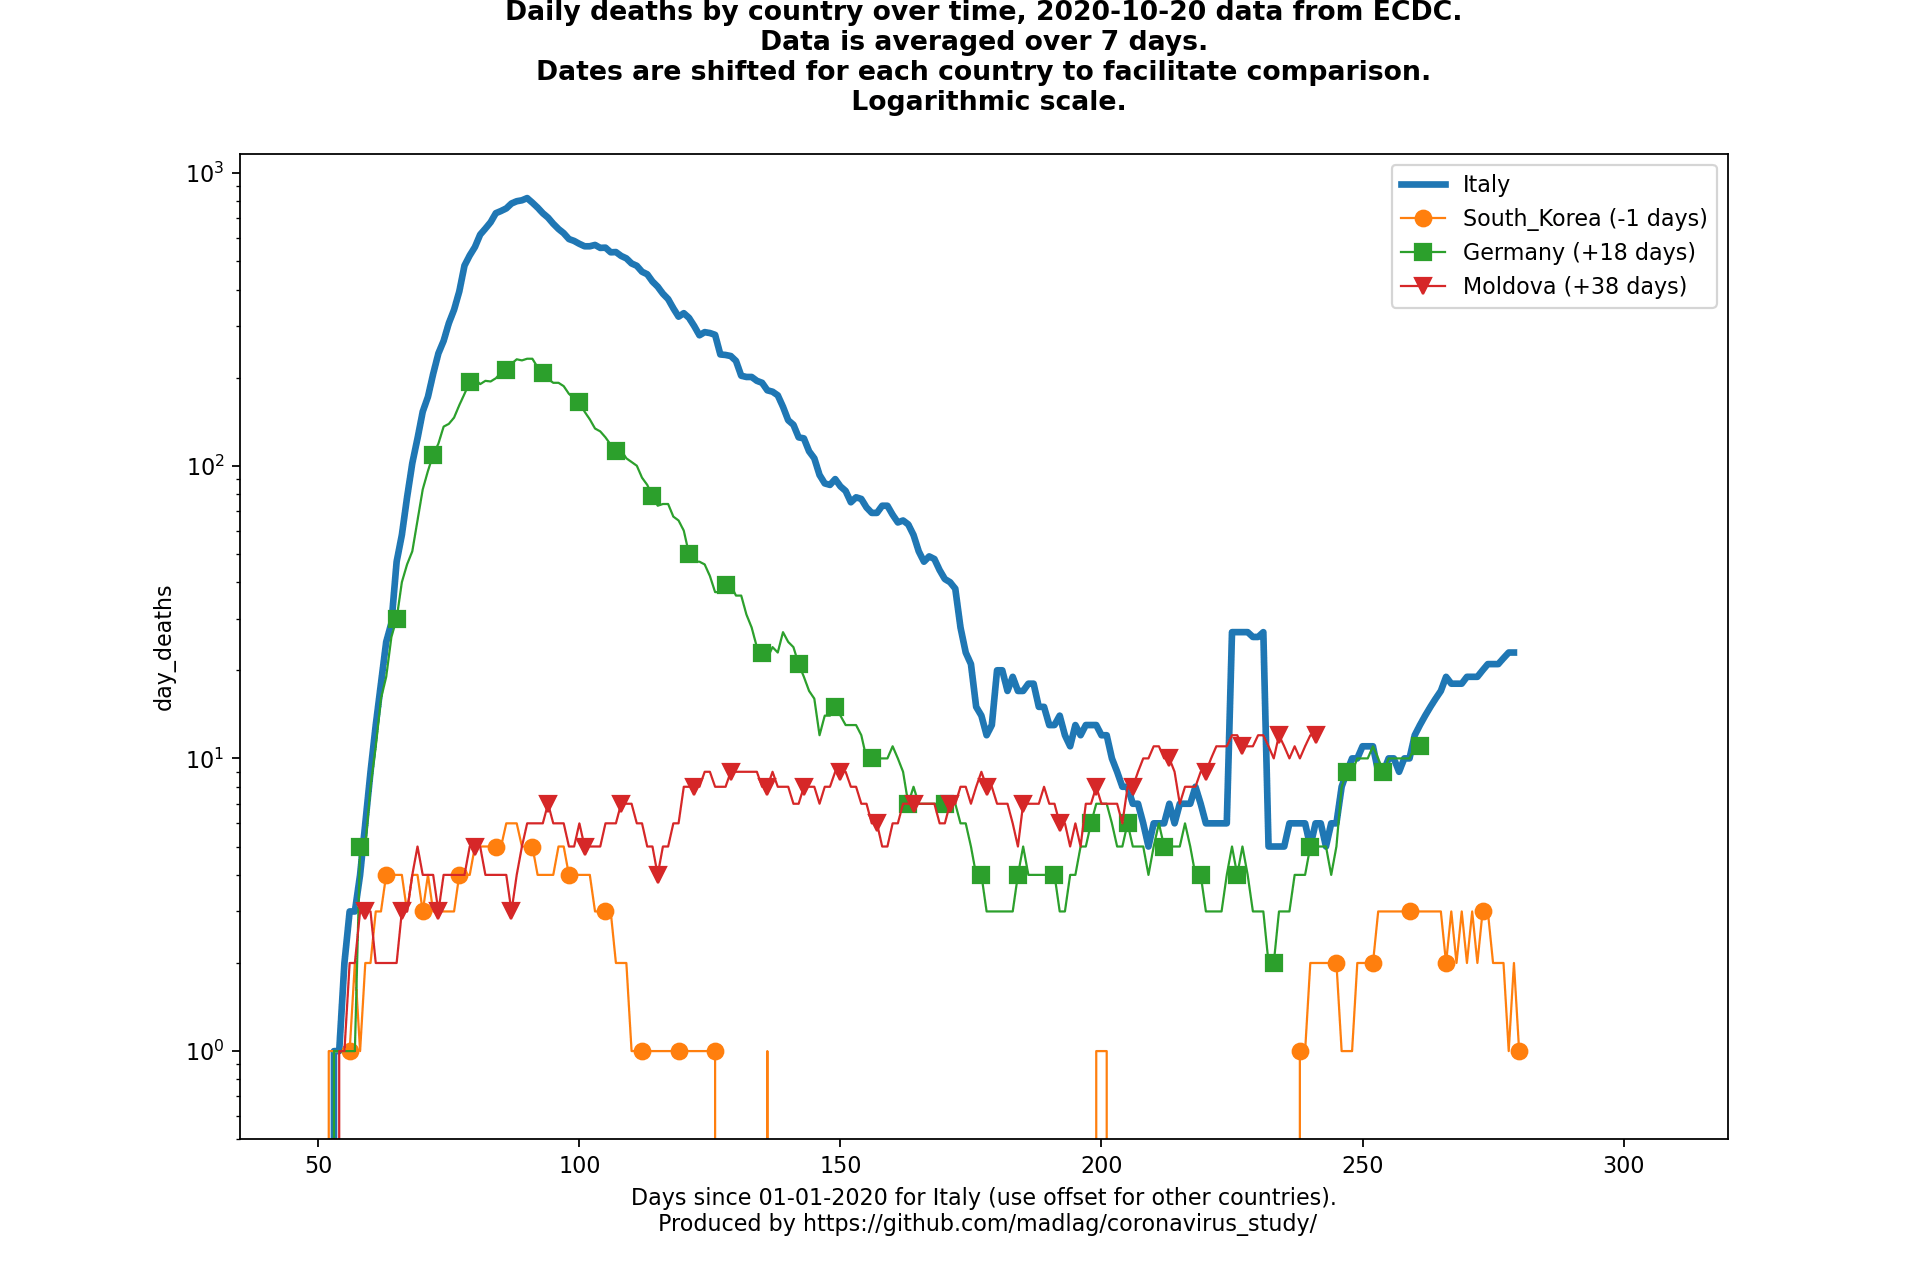 Daily deaths by country over time, 2020-10-20 data from ECDC.
Data is averaged over 7 days.
Dates are shifted for each country to facilitate comparison.
Logarithmic scale.
10³
10²
10¹
10⁰
day_deaths
Italy
South_Korea (-1 days)
Germany (+18 days)
Moldova (+38 days)
50 100 150 200 250 300
Days since 01-01-2020 for Italy (use offset for other countries).
Produced by https://github.com/madlag/coronavirus_study/